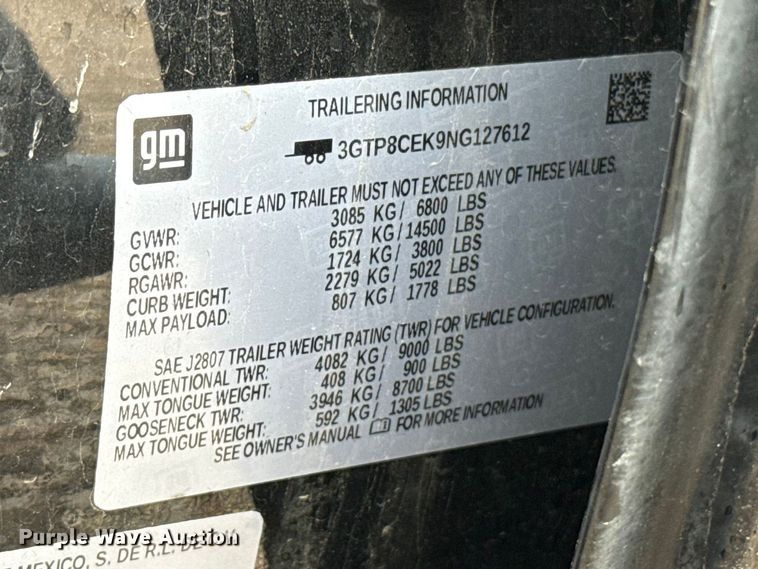 TRAILERING INFORMATION
gm
3GTP8CEK9NG127612
VEHICLE AND TRAILER MUST NOT EXCEED ANY OF THESE VALUES.
GVWR: 3085 KG/ 6800 LBS
GCWR: 6577 KG/14500 LBS
RGAWR: 1724 KG/ 3800 LBS
CURB WEIGHT: 2279 KG/ 5022 LBS
MAX PAYLOAD: 807 KG/ 1778 LBS
SAE J2807 TRAILER WEIGHT RATING (TWR) FOR VEHICLE CONFIGURATION.
CONVENTIONAL TWR: 4082 KG/ 9000 LBS
MAX TONGUE WEIGHT: 408 KG/ 900 LBS
GOOSENECK TWR: 3946 KG/ 8700 LBS
MAX TONGUE WEIGHT: 592 KG/ 1305 LBS
SEE OWNER'S MANUAL FOR MORE INFORMATION
Purple Wave Auction
MEXICO, S. DE R.L. DE